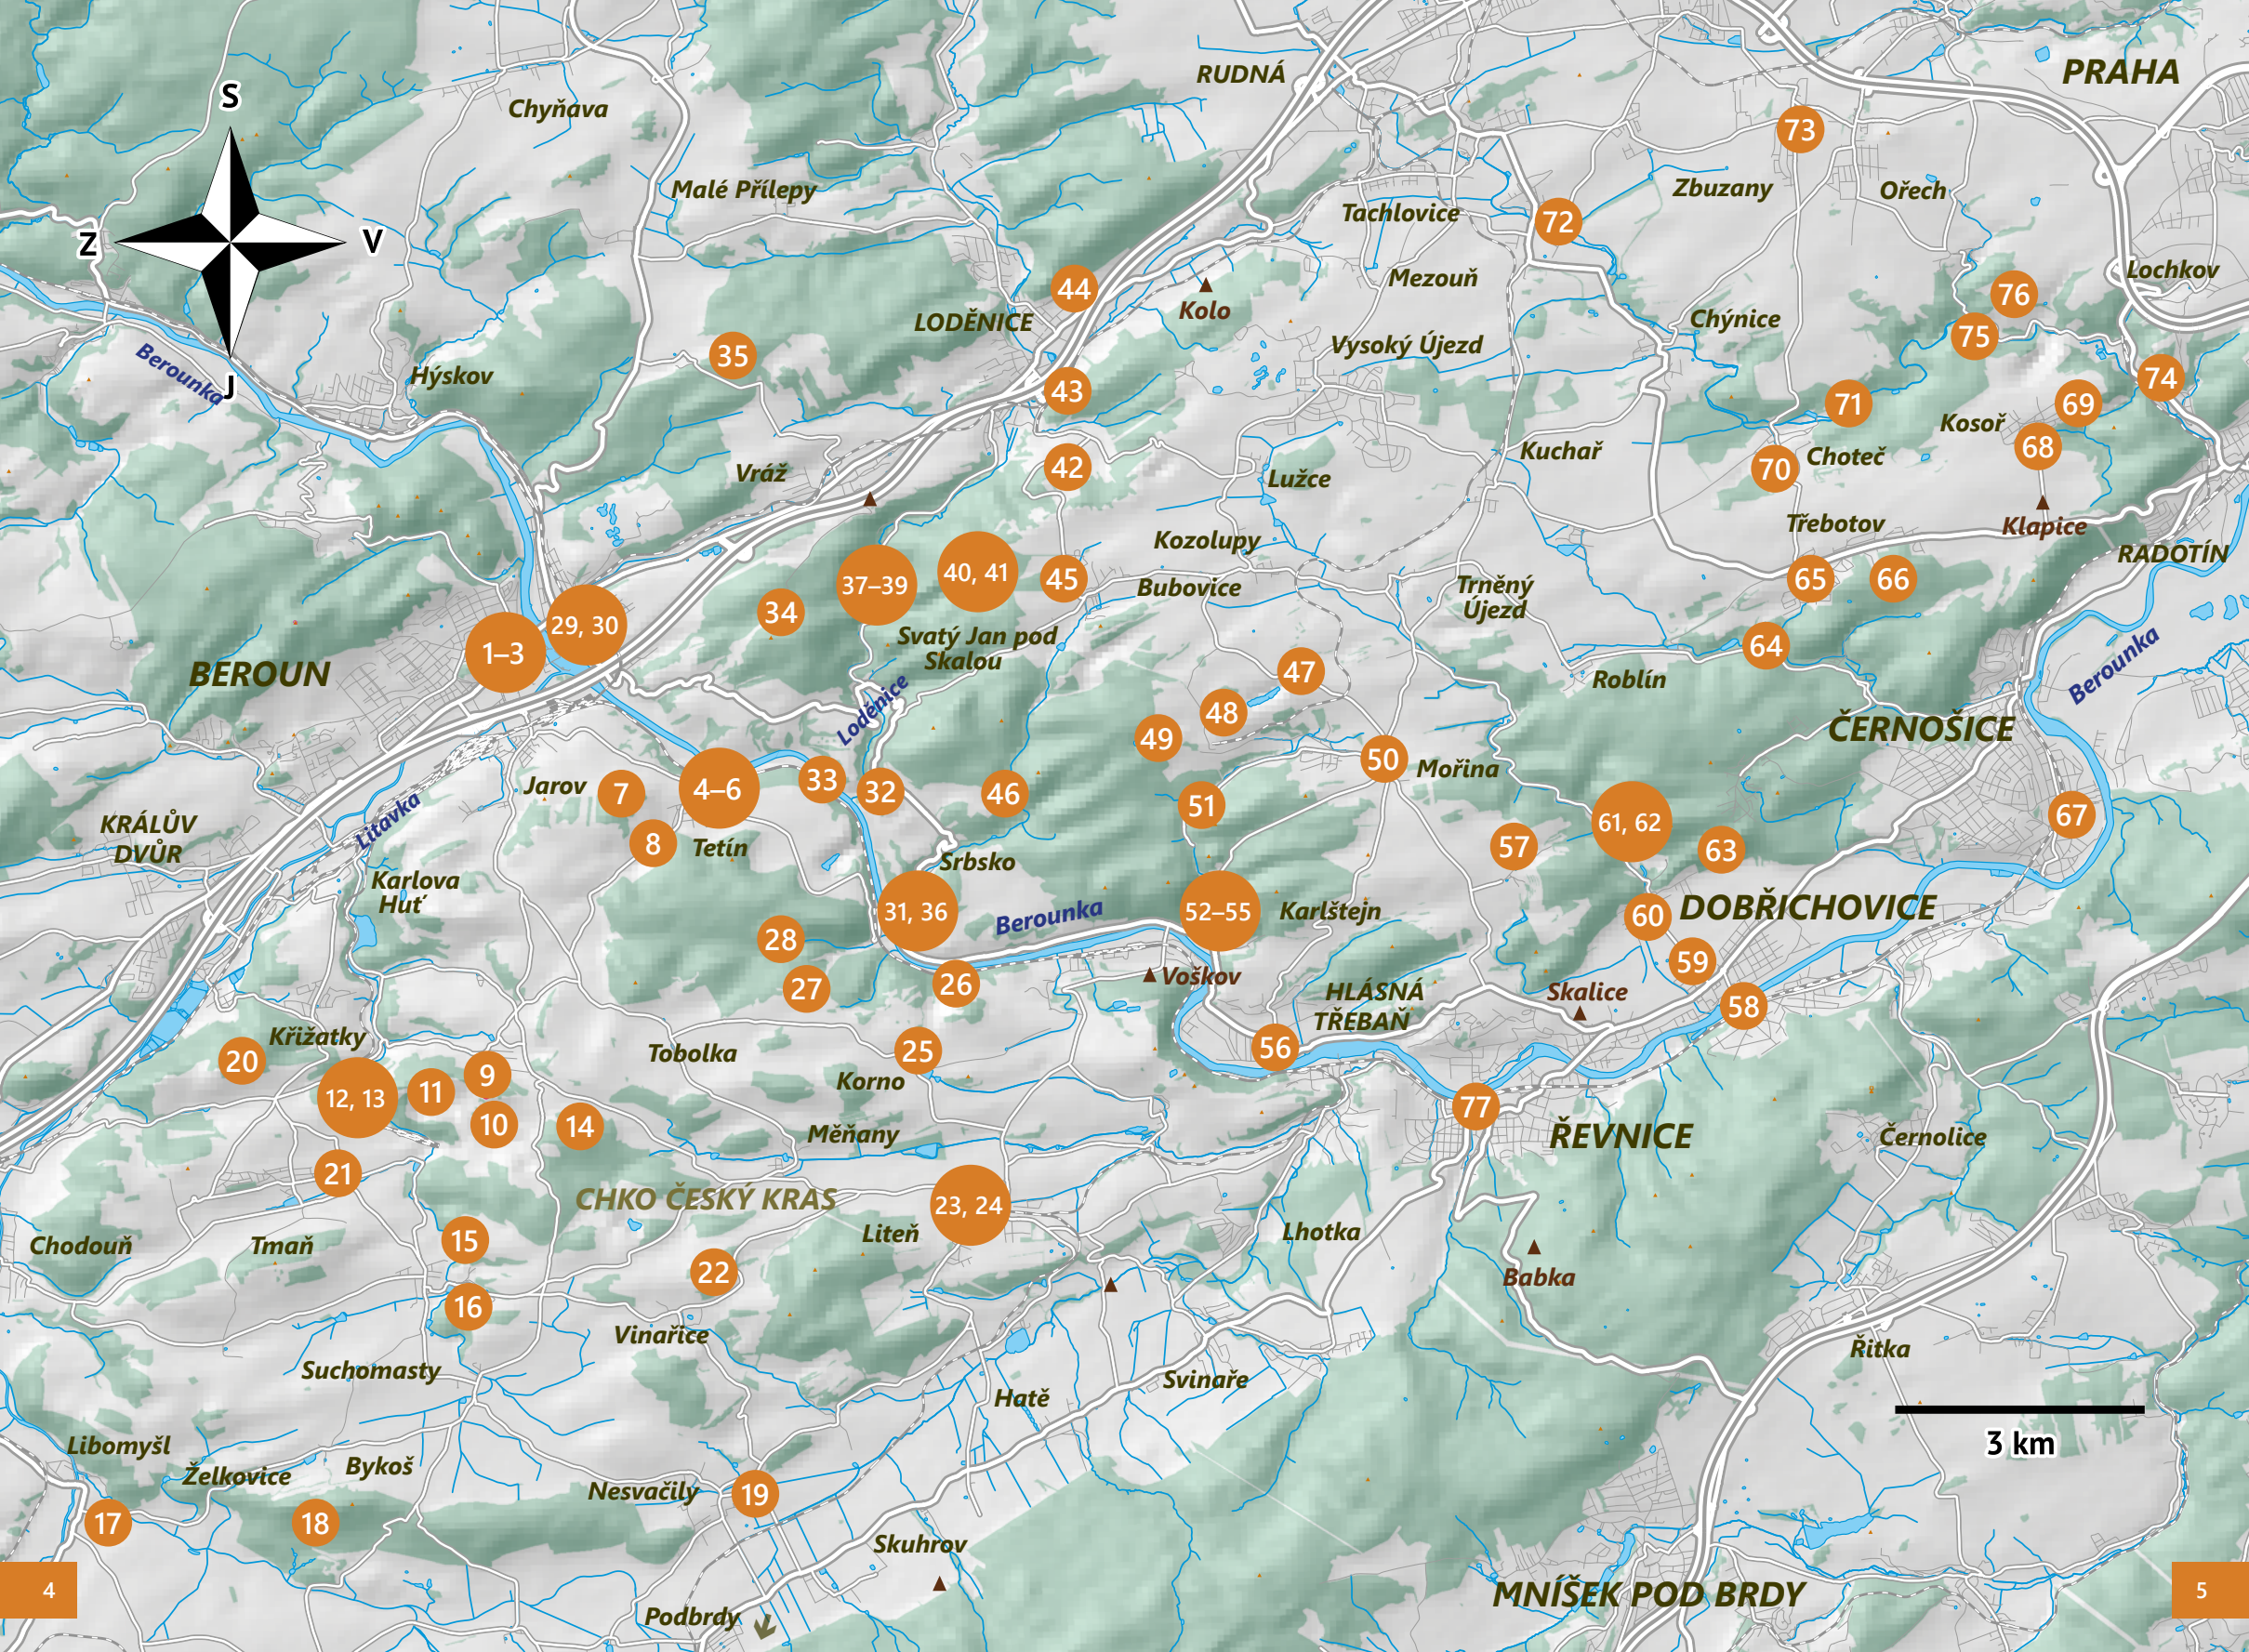 S
Chyňava
RUDNÁ
PRAHA
73
Malé Přílepy
Zbuzany
Ořech
Tachlovice
72
Z
V
Mezouň
Lochkov
44
76
Kolo
LODĚNICE
Chýnice
75
Vysoký Újezd
35
Berounka
J
Hýskov
43
74
71
69
Kosoř
68
Kuchař
Choteč
42
70
Vráž
Lužce
Třebotov
Klapice
Kozolupy
RADOTÍN
40, 41
45
37–39
Bubovice
Trněný
Újezd
65
66
34
29, 30
Svatý Jan pod
Skalou
64
1–3
BEROUN
47
Roblín
Berounka
Loděnice
48
ČERNOŠICE
49
50
Mořina
Jarov
7
4–6
33
32
46
51
61, 62
67
KRÁLŮV
DVŮR
Litavka
8
Tetín
57
63
Srbsko
Karlova
Huť
31, 36
Berounka
52–55
Karlštejn
60
DOBŘICHOVICE
28
59
27
26
Voškov
HLÁSNÁ
TŘEBAŇ
Skalice
58
Křižatky
20
Tobolka
25
56
Korno
9
11
12, 13
10
14
77
Měňany
ŘEVNICE
Černolice
21
CHKO ČESKÝ KRAS
23, 24
Liteň
Lhotka
Chodouň
Tmaň
15
22
Babka
16
Vinařice
Řitka
Suchomasty
Svinaře
Hatě
3 km
Libomyšl
Želkovice
Bykoš
Nesvačily
19
17
18
Skuhrov
4
MNÍŠEK POD BRDY
5
Podbrdy